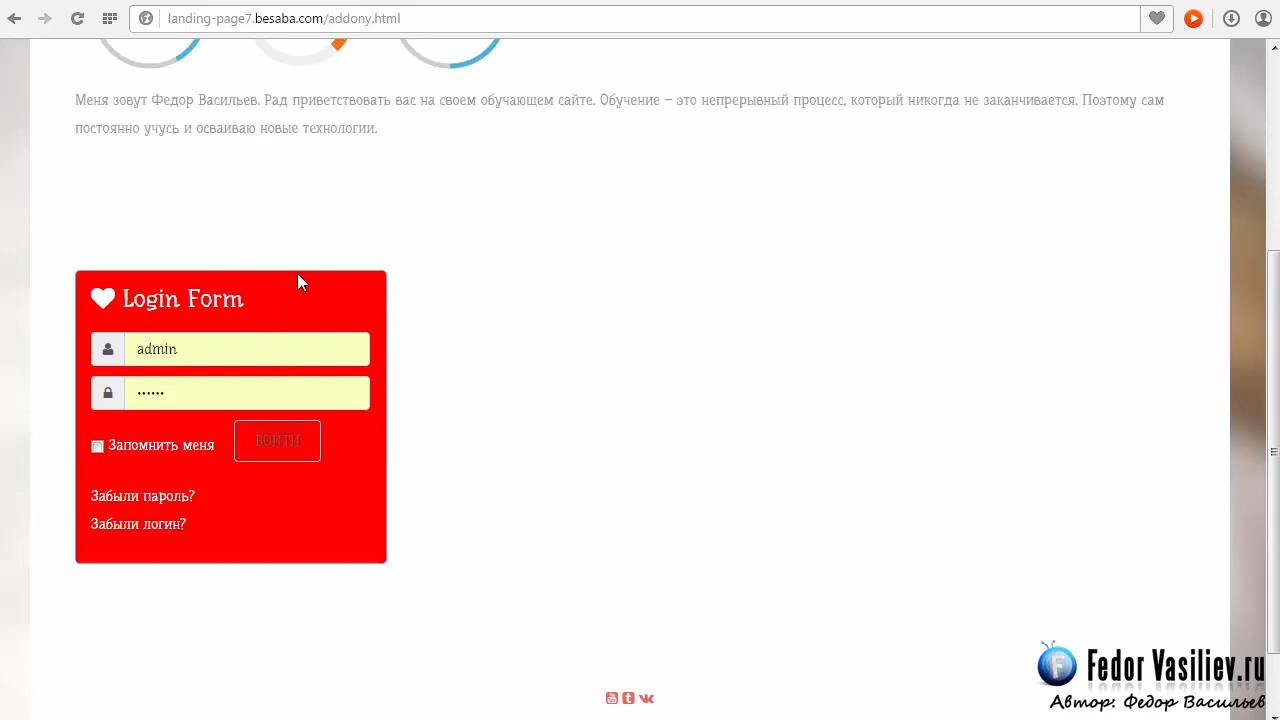 landing-page7.besaba.com/addony.html
Меня зовут Федор Васильев. Рад приветствовать вас на своем обучающем сайте. Обучение – это непрерывный процесс, который никогда не заканчивается. Поэтому сам
постоянно учусь и осваиваю новые технологии.
Login Form
admin
••••••
Запомнить меня
ВОЙТИ
Забыли пароль?
Забыли логин?
Fedor Vasiliev.ru
Автор: Федор Васильев